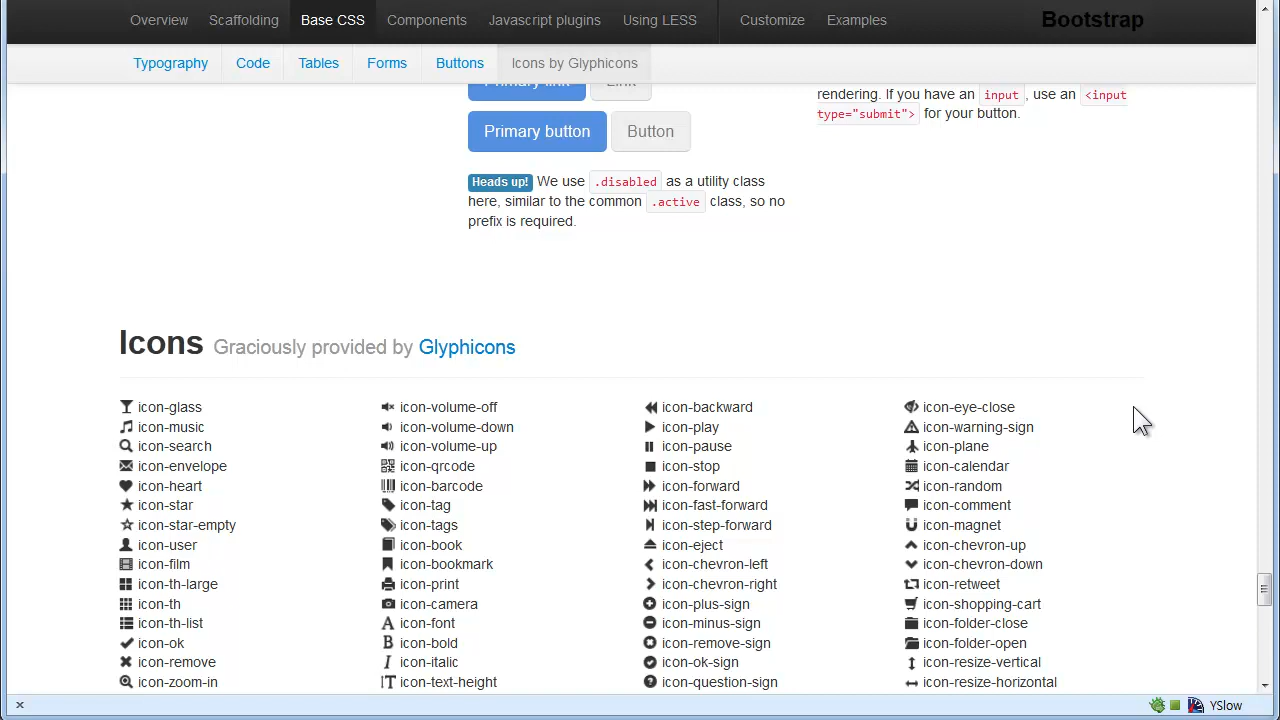 Overview Scaffolding Base CSS Components Javascript plugins Using LESS Customize Examples Bootstrap
Typography Code Tables Forms Buttons Icons by Glyphicons
Primary link Link
Primary button Button
Heads up! We use .disabled as a utility class
here, similar to the common .active class, so no
prefix is required.
rendering. If you have an input , use an <input
type="submit"> for your button.
Icons Graciously provided by Glyphicons
icon-glass
icon-music
icon-search
icon-envelope
icon-heart
icon-star
icon-star-empty
icon-user
icon-film
icon-th-large
icon-th
icon-th-list
icon-ok
icon-remove
icon-zoom-in
icon-volume-off
icon-volume-down
icon-volume-up
icon-qrcode
icon-barcode
icon-tag
icon-tags
icon-book
icon-bookmark
icon-print
icon-camera
icon-font
icon-bold
icon-italic
icon-text-height
icon-backward
icon-play
icon-pause
icon-stop
icon-forward
icon-fast-forward
icon-step-forward
icon-eject
icon-chevron-left
icon-chevron-right
icon-plus-sign
icon-minus-sign
icon-remove-sign
icon-ok-sign
icon-question-sign
icon-eye-close
icon-warning-sign
icon-plane
icon-calendar
icon-random
icon-comment
icon-magnet
icon-chevron-up
icon-chevron-down
icon-retweet
icon-shopping-cart
icon-folder-close
icon-folder-open
icon-resize-vertical
icon-resize-horizontal
YSlow